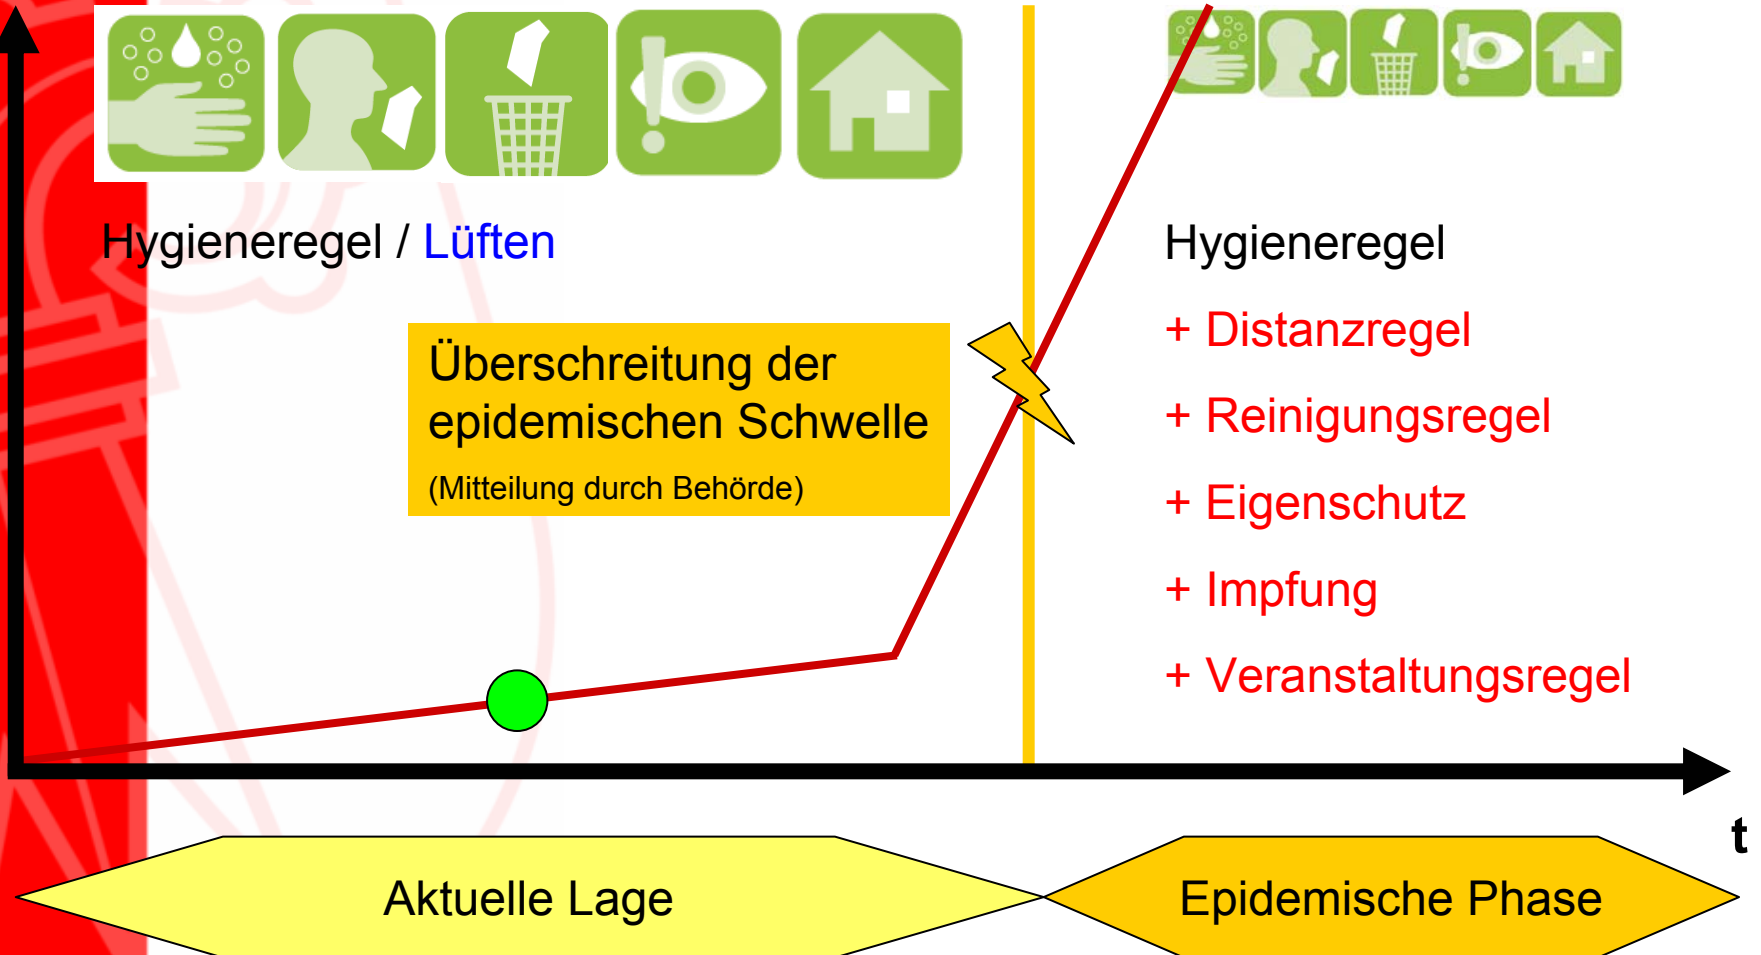 Hygieneregel / Lüften
Überschreitung der
epidemischen Schwelle
(Mitteilung durch Behörde)
Hygieneregel
+ Distanzregel
+ Reinigungsregel
+ Eigenschutz
+ Impfung
+ Veranstaltungsregel
t
Aktuelle Lage
Epidemische Phase